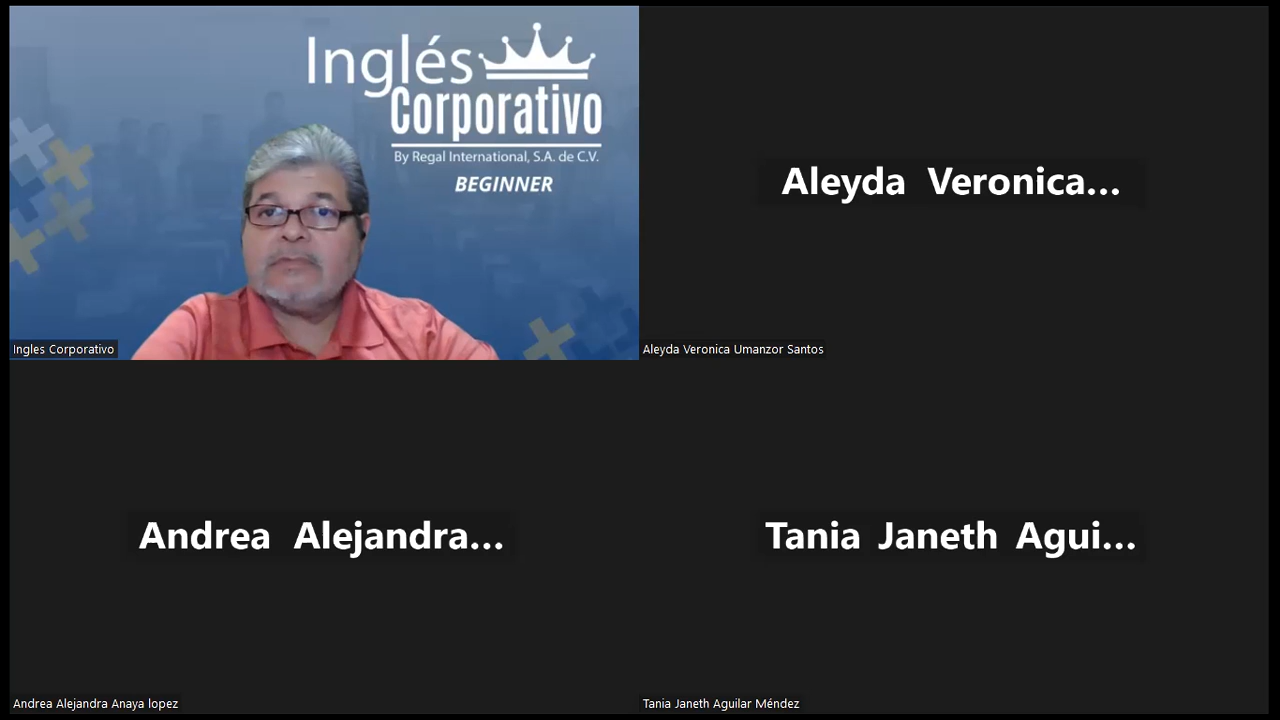 Inglés
Corporativo
By Regal International, S.A. de C.V.
BEGINNER
Ingles Corporativo
Aleyda Veronica...
Aleyda Veronica Umanzor Santos
Andrea Alejandra...
Andrea Alejandra Anaya lopez
Tania Janeth Agui...
Tania Janeth Aguilar Méndez